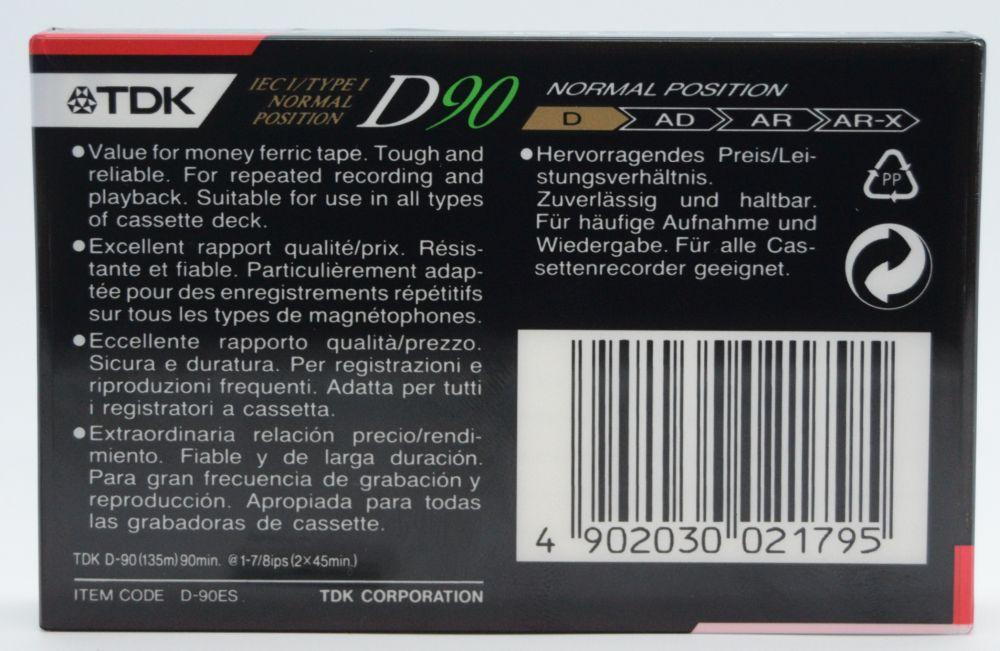 TDK
IEC I/TYPE I
NORMAL
POSITION
D90
●Value for money ferric tape. Tough and
reliable. For repeated recording and
playback. Suitable for use in all types
of cassette deck.
●Excellent rapport qualité/prix. Résis-
tante et fiable. Particulièrement adap-
tée pour des enregistrements répétitifs
sur tous les types de magnétophones.
●Eccellente rapporto qualità/prezzo.
Sicura e duratura. Per registrazioni e
riproduzioni frequenti. Adatta per tutti
i registratori a cassetta.
●Extraordinaria relación precio/rendi-
miento. Fiable y de larga duración.
Para gran frecuencia de grabación y
reproducción. Apropiada para todas
las grabadoras de cassette.
TDK D-90 (135m) 90min. @ 1-7/8ips (2×45min.)
ITEM CODE D-90ES TDK CORPORATION
NORMAL POSITION
D AD AR AR-X
●Hervorragendes Preis/Lei-
stungsverhältnis.
Zuverlässig und haltbar.
Für häufige Aufnahme und
Wiedergabe. Für alle Cas-
settenrecorder geeignet.
PP
4 902030 021795